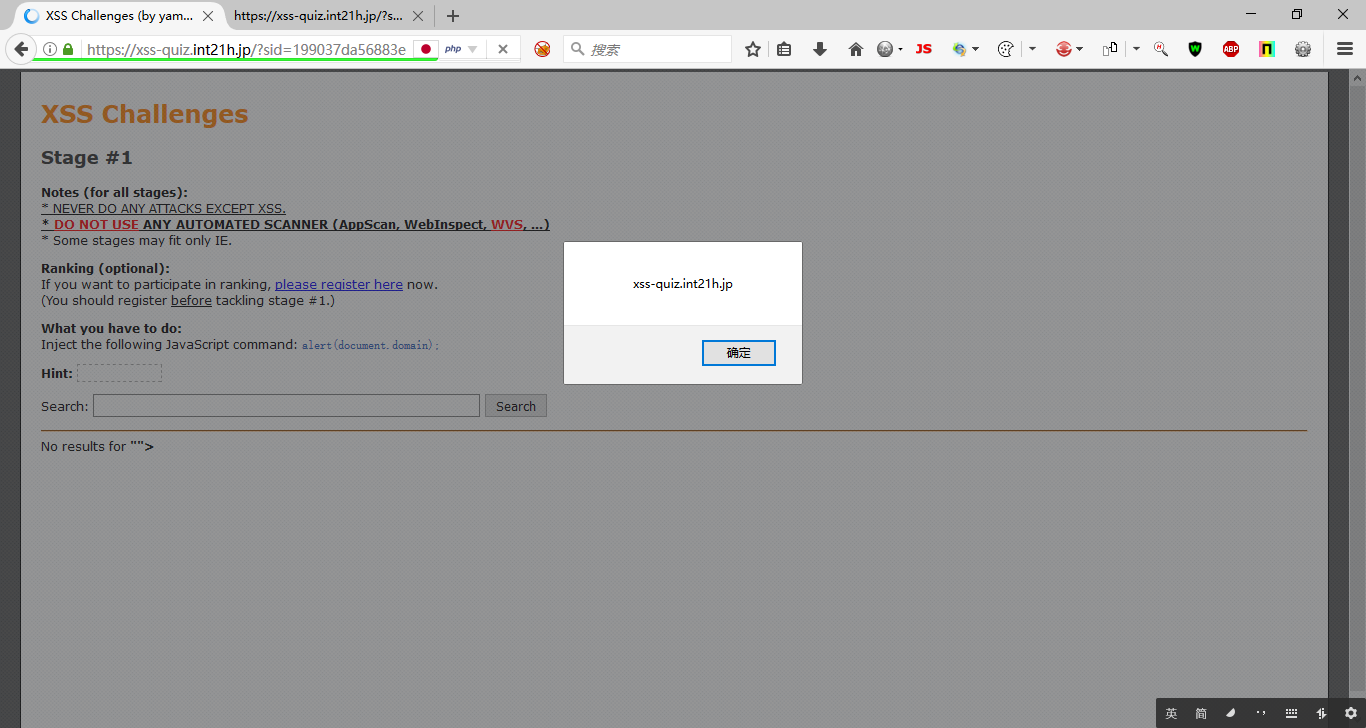 XSS Challenges (by yam...
https://xss-quiz.int21h.jp/?s...
https://xss-quiz.int21h.jp/?sid=199037da56883e
php
搜索
JS
ABP
XSS Challenges
Stage #1
Notes (for all stages):
* NEVER DO ANY ATTACKS EXCEPT XSS.
* DO NOT USE ANY AUTOMATED SCANNER (AppScan, WebInspect, WVS, ...)
* Some stages may fit only IE.
Ranking (optional):
If you want to participate in ranking, please register here now.
(You should register before tackling stage #1.)
What you have to do:
Inject the following JavaScript command: alert(document.domain);
Hint:
Search:
Search
No results for "">
xss-quiz.int21h.jp
确定
英 简